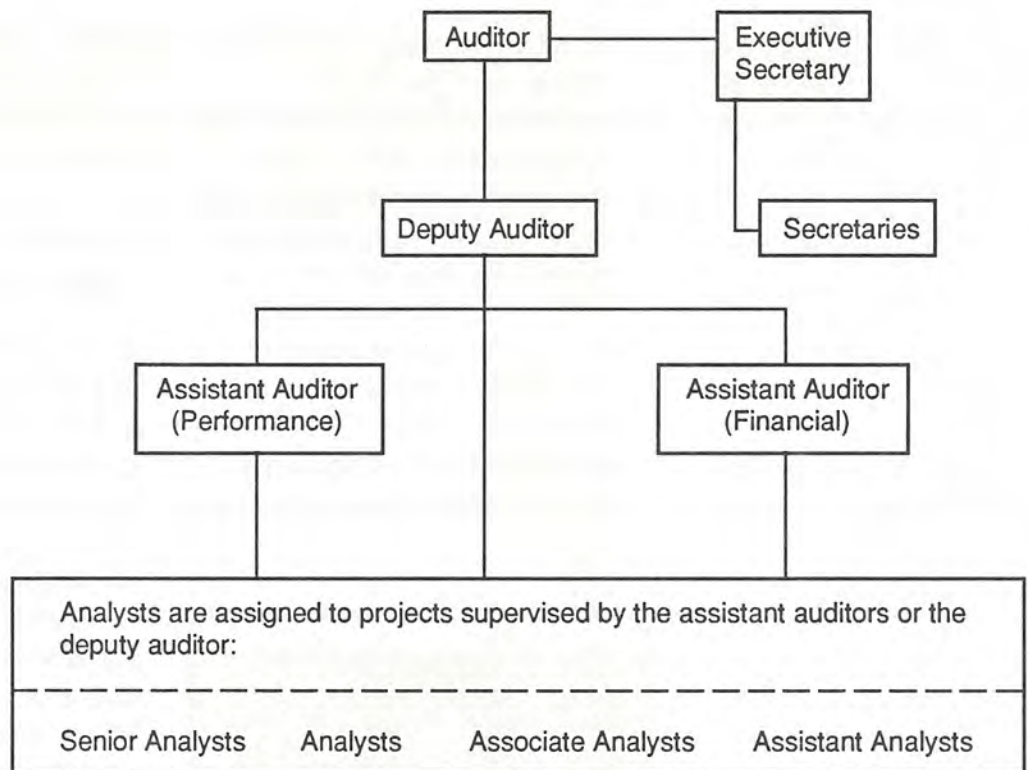 Auditor
Executive
Secretary
Deputy Auditor
Secretaries
Assistant Auditor
(Performance)
Assistant Auditor
(Financial)
Analysts are assigned to projects supervised by the assistant auditors or the
deputy auditor:
Senior Analysts Analysts Associate Analysts Assistant Analysts